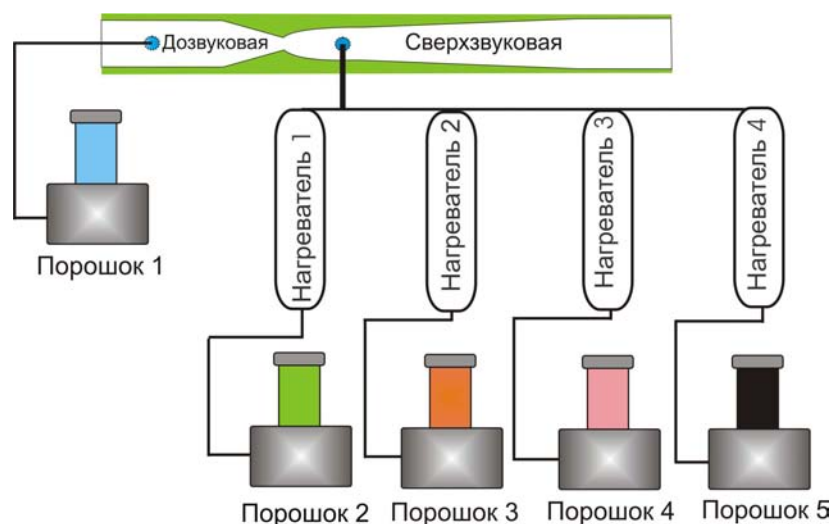 Дозвуковая
Сверхзвуковая
Порошок 1
Нагреватель 1
Нагреватель 2
Нагреватель 3
Нагреватель 4
Порошок 2
Порошок 3
Порошок 4
Порошок 5